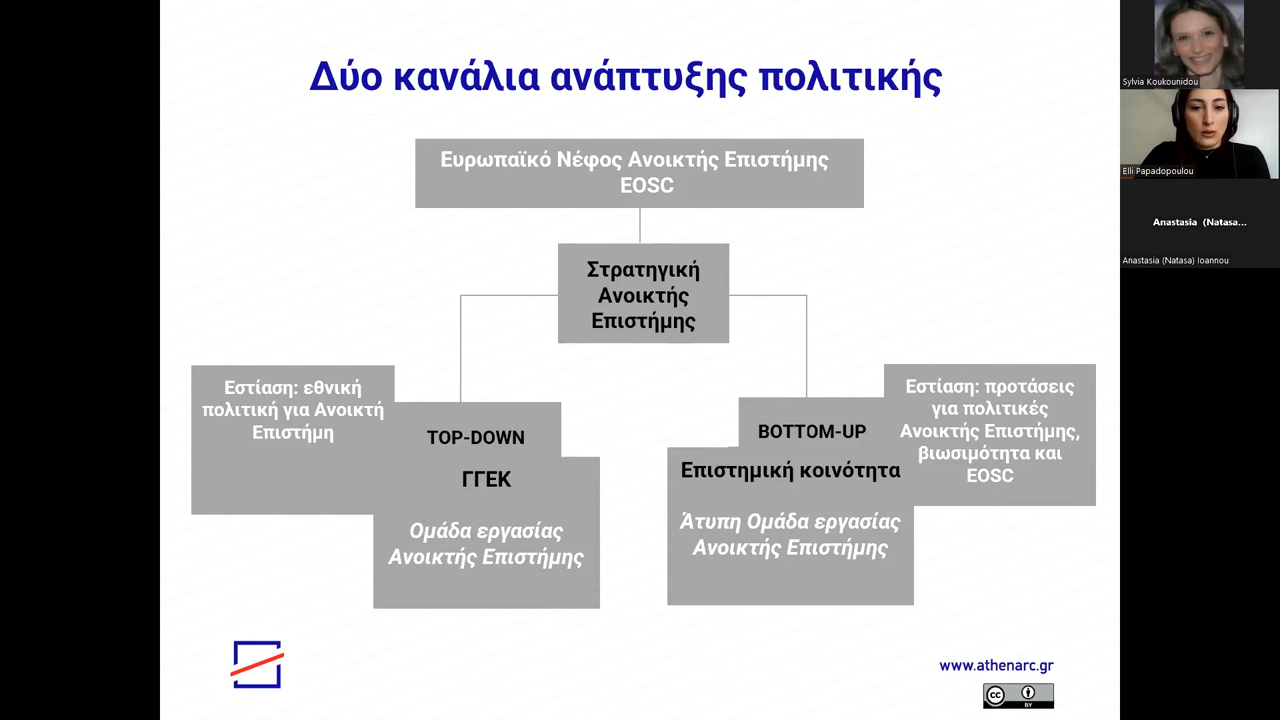 Δύο κανάλια ανάπτυξης πολιτικής
Ευρωπαϊκό Νέφος Ανοικτής Επιστήμης
EOSC
Στρατηγική
Ανοικτής
Επιστήμης
Εστίαση: εθνική
πολιτική για Ανοικτή
Επιστήμη
TOP-DOWN
ΓΓΕΚ
Ομάδα εργασίας
Ανοικτής Επιστήμης
BOTTOM-UP
Επιστημική κοινότητα
Άτυπη Ομάδα εργασίας
Ανοικτής Επιστήμης
Εστίαση: προτάσεις
για πολιτικές
Ανοικτής Επιστήμης,
βιωσιμότητα και
EOSC
www.athenarc.gr
cc
BY
Sylvia Koukounidou
Elli Papadopoulou
Anastasia (Natasa...
Anastasia (Natasa) Ioannou